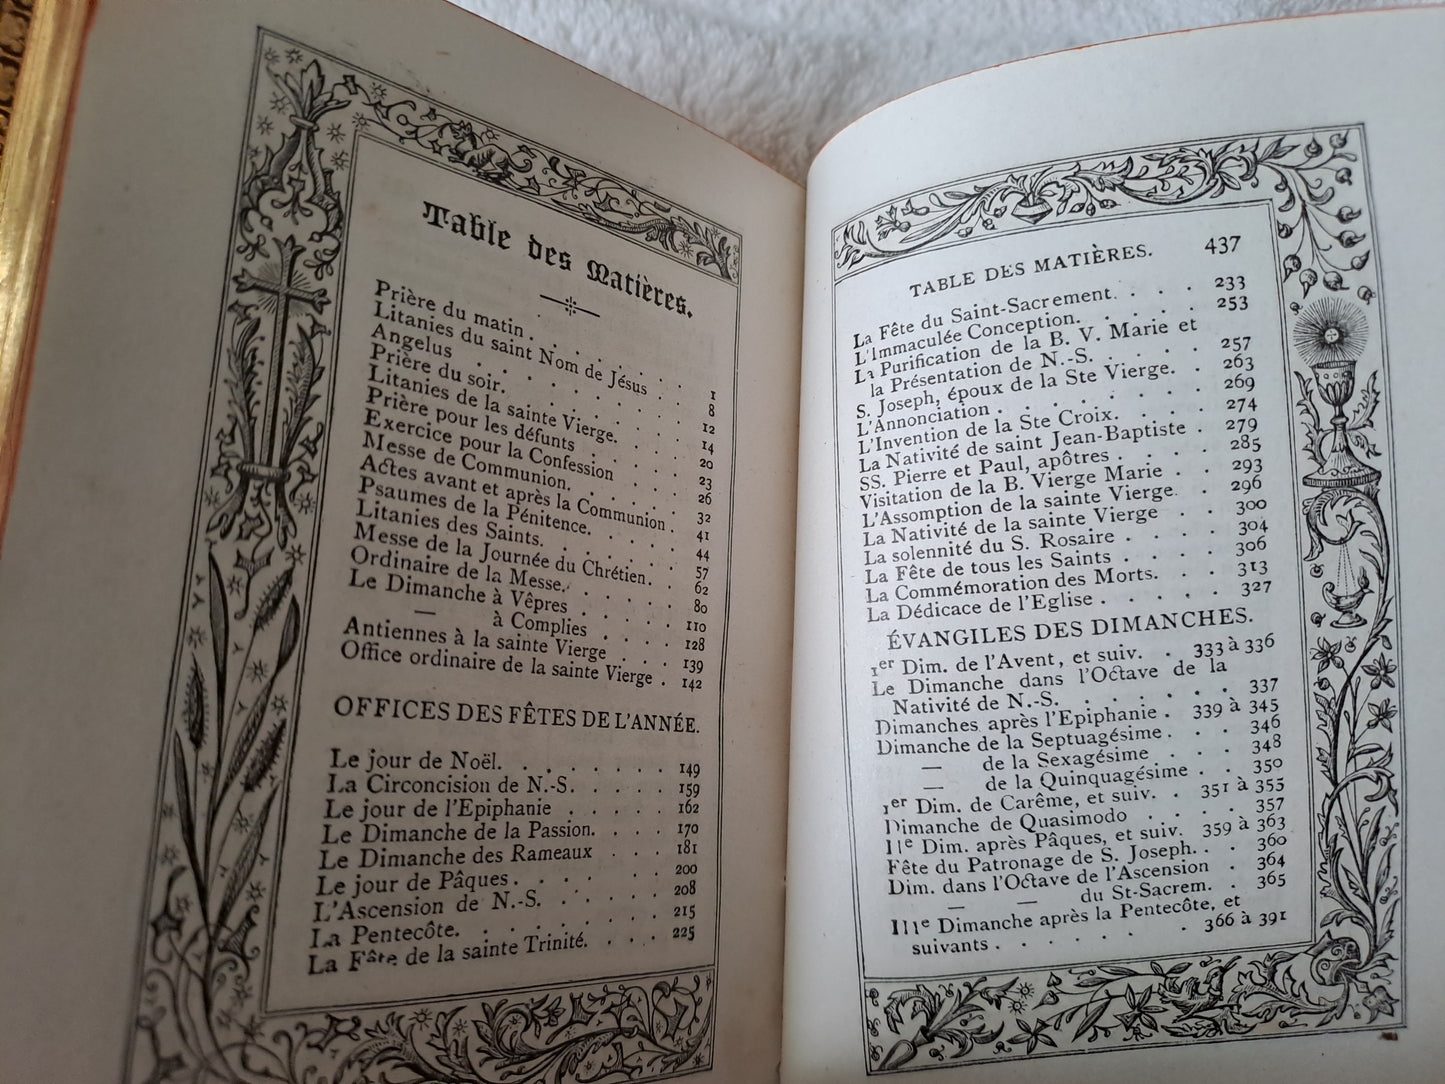 Table des Matières.
Prière du matin . . . . . . . 1
Litanies du saint Nom de Jésus . . 8
Angelus . . . . . . . . . 12
Prière du soir. . . . . . . . 14
Litanies de la sainte Vierge. . . . 20
Prière pour les défunts . . . . . 23
Exercice pour la Confession . . . 26
Messe de Communion. . . . . . 32
Actes avant et après la Communion . 41
Psaumes de la Pénitence. . . . . 44
Litanies des Saints. . . . . . . 57
Messe de la Journée du Chrétien. . . 62
Ordinaire de la Messe. . . . . . 80
Le Dimanche à Vêpres . . . . . 110
— à Complies . . . . 128
Antiennes à la sainte Vierge . . . . 139
Office ordinaire de la sainte Vierge . 142
OFFICES DES FÊTES DE L'ANNÉE.
Le jour de Noël. . . . . . . . 149
La Circoncision de N.-S. . . . . . 159
Le jour de l'Epiphanie . . . . . 162
Le Dimanche de la Passion. . . . . 170
Le Dimanche des Rameaux . . . . 181
Le jour de Pâques . . . . . . 200
L'Ascension de N.-S. . . . . . 208
La Pentecôte. . . . . . . . . 215
La Fête de la sainte Trinité. . . . 225
TABLE DES MATIÈRES. 437
La Fête du Saint-Sacrement. . . . 233
L'Immaculée Conception. . . . . 253
La Purification de la B. V. Marie et
la Présentation de N.-S. . . . . 257
S. Joseph, époux de la Ste Vierge. . . 263
L'Annonciation . . . . . . . 269
L'Invention de la Ste Croix. . . . . 274
La Nativité de saint Jean-Baptiste . . 279
SS. Pierre et Paul, apôtres . . . . 285
Visitation de la B. Vierge Marie . . 293
L'Assomption de la sainte Vierge. . . 296
La Nativité de la sainte Vierge . . . 300
La solennité du S. Rosaire . . . . 304
La Fête de tous les Saints . . . . 306
La Commémoration des Morts. . . . 313
La Dédicace de l'Eglise . . . . . 327
ÉVANGILES DES DIMANCHES.
1er Dim. de l'Avent, et suiv. . 333 à 336
Le Dimanche dans l'Octave de la
Nativité de N.-S. . . . . . . 337
Dimanches après l'Epiphanie . 339 à 345
Dimanche de la Septuagésime . . . 346
— de la Sexagésime . . . 348
— de la Quinquagésime . . 350
1er Dim. de Carême, et suiv. . 351 à 355
Dimanche de Quasimodo . . . . 357
IIe Dim. après Pâques, et suiv. 359 à 363
Fête du Patronage de S. Joseph. . . 360
Dim. dans l'Octave de l'Ascension . 364
— — du St-Sacrem. . 365
IIIe Dimanche après la Pentecôte, et
suivants . . . . . . . 366 à 391